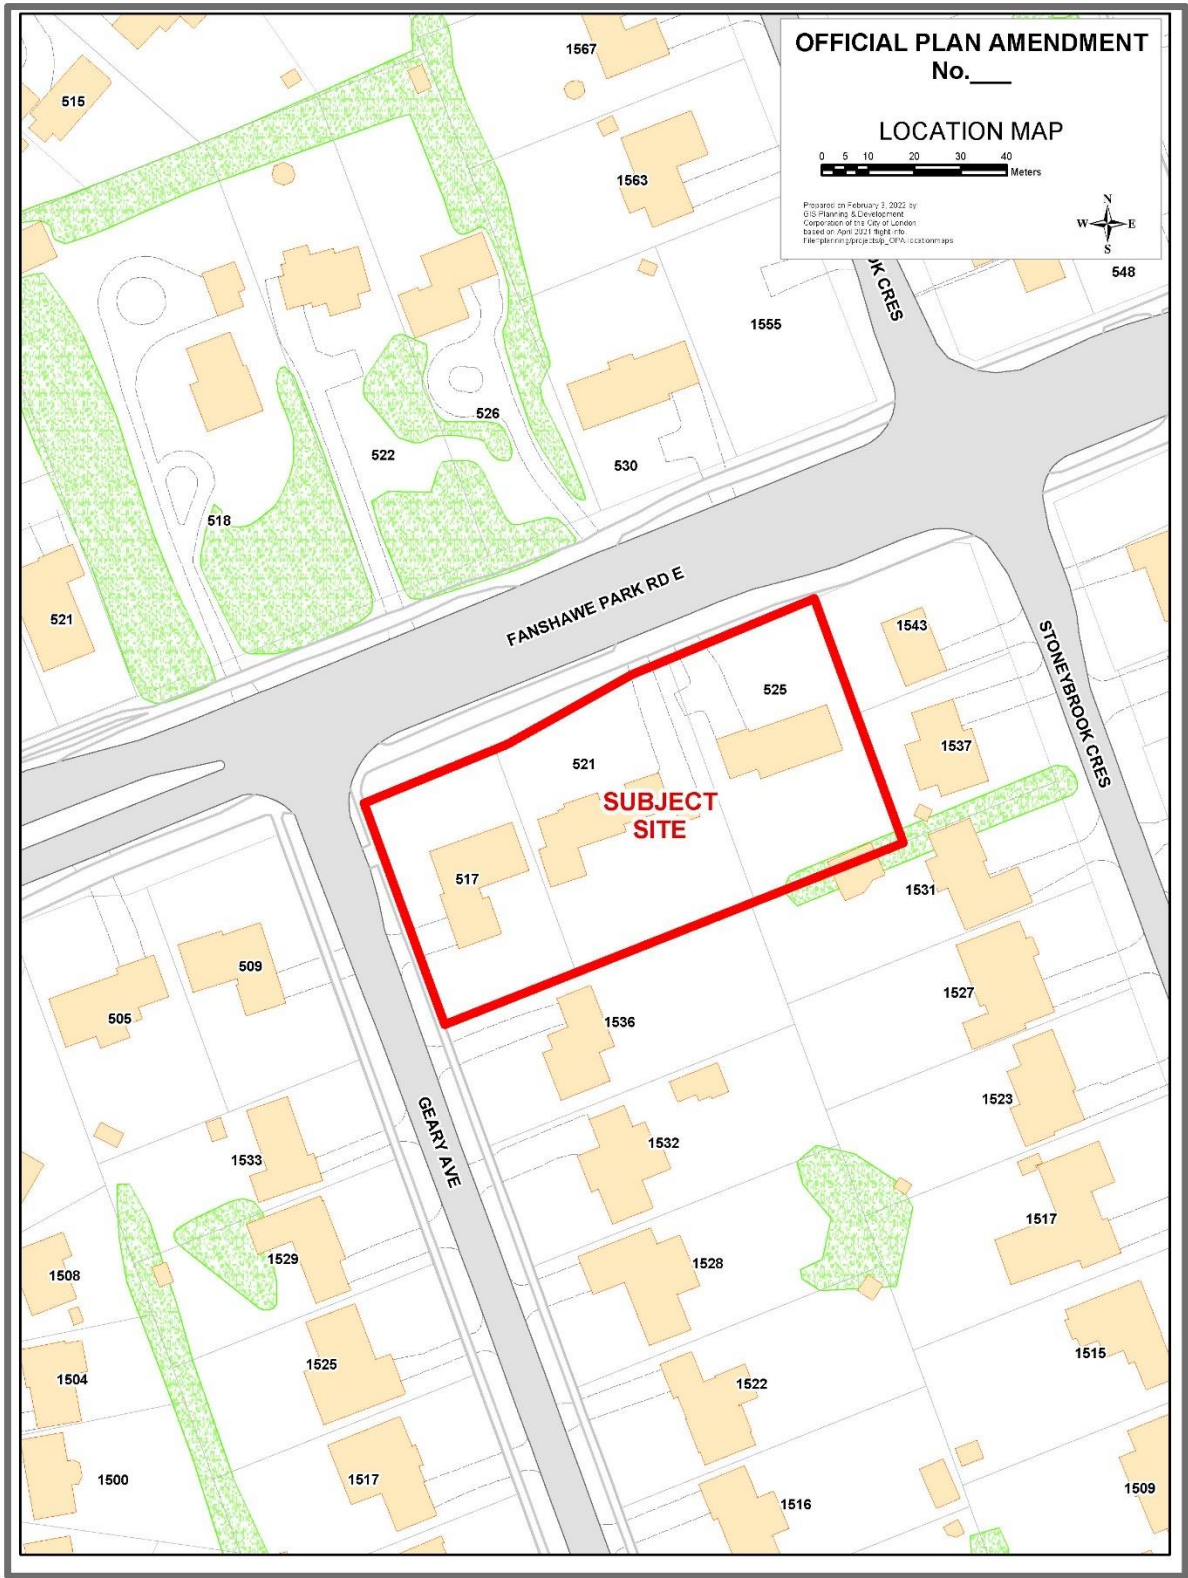 OFFICIAL PLAN AMENDMENT
No.___
LOCATION MAP
0 5 10 20 30 40
Meters
Prepared on February 3, 2022 by
GIS Planning & Development
Corporation of the City of London
based on April 2021 flight info.
N
W E
S
1567
515
1563
OK CRES
548
1555
526
522
530
518
521
FANSHAWE PARK RD E
1543
STONEYBROOK CRES
525
1537
521
SUBJECT
SITE
517
1531
509
505
1527
1536
1523
GEARY AVE
1532
1533
1517
1529
1528
1508
1525
1515
1504
1522
1500
1517
1516
1509